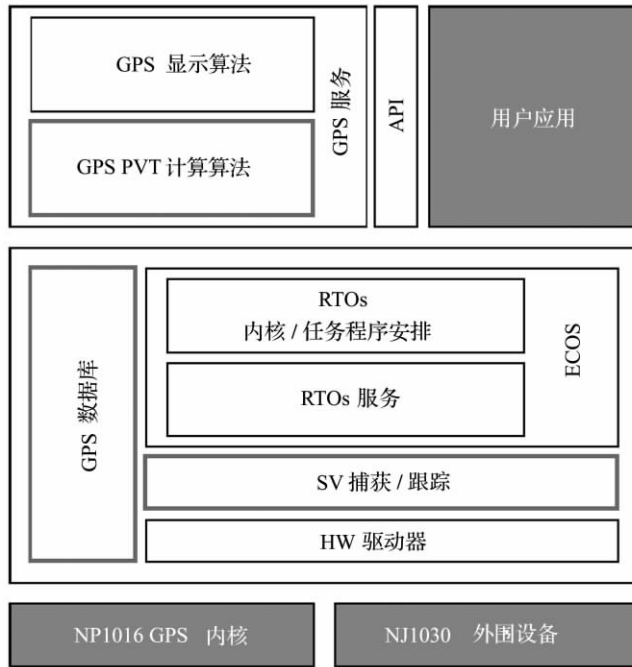 GPS 显示算法
GPS PVT 计算算法
GPS 服务
API
用户应用
GPS 数据库
RTOs
内核 / 任务程序安排
RTOs 服务
ECOS
SV 捕获 / 跟踪
HW 驱动器
NP1016 GPS 内核
NJ1030 外围设备